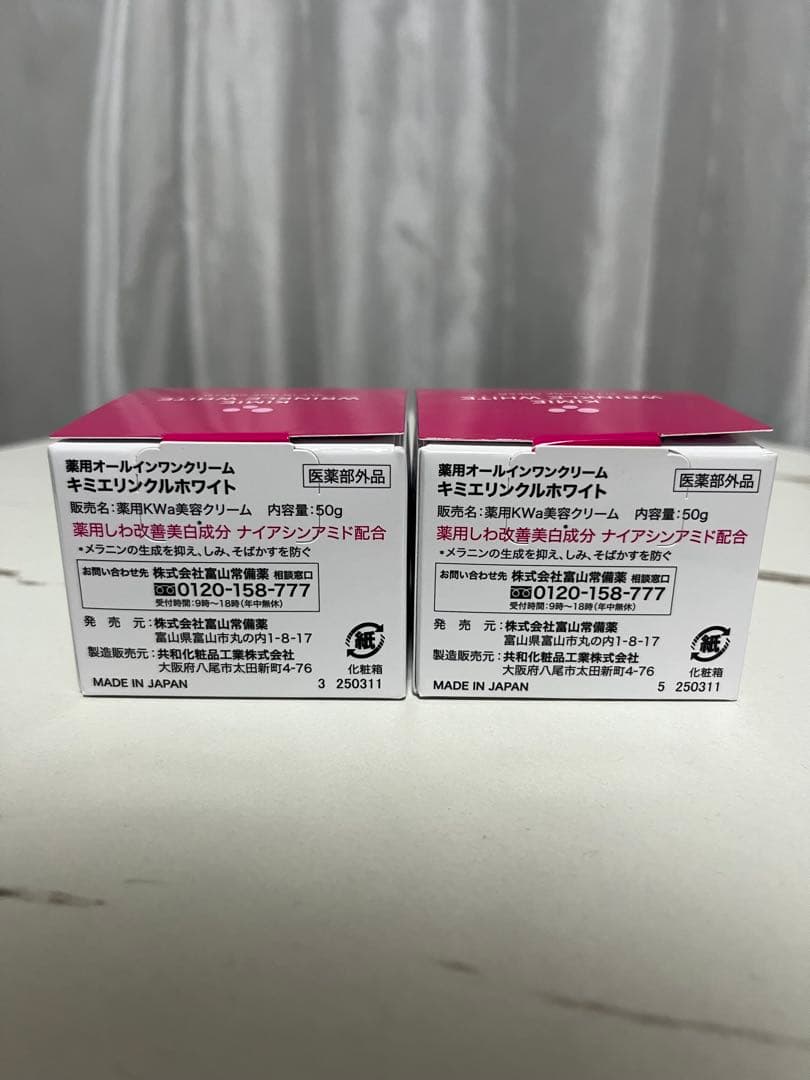 KIMIE
WRINKLE WHITE
薬用オールインワンクリーム
キミエリンクルホワイト
医薬部外品
販売名:薬用KWa美容クリーム 内容量:50g
薬用しわ改善美白成分* ナイアシンアミド配合
*メラニンの生成を抑え、しみ、そばかすを防ぐ
お問い合わせ先 株式会社富山常備薬 相談窓口
0120-158-777
受付時間:9時～18時(年中無休)
発売元:株式会社富山常備薬
富山県富山市丸の内1-8-17
製造販売元:共和化粧品工業株式会社
大阪府八尾市太田新町4-76
紙
化粧箱
MADE IN JAPAN
3 250311
KIMIE
WRINKLE WHITE
薬用オールインワンクリーム
キミエリンクルホワイト
医薬部外品
販売名:薬用KWa美容クリーム 内容量:50g
薬用しわ改善美白成分* ナイアシンアミド配合
*メラニンの生成を抑え、しみ、そばかすを防ぐ
お問い合わせ先 株式会社富山常備薬 相談窓口
0120-158-777
受付時間:9時～18時(年中無休)
発売元:株式会社富山常備薬
富山県富山市丸の内1-8-17
製造販売元:共和化粧品工業株式会社
大阪府八尾市太田新町4-76
紙
化粧箱
MADE IN JAPAN
5 250311